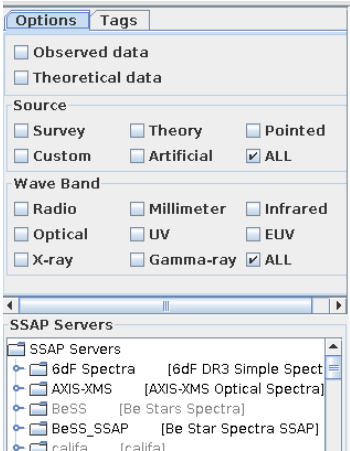 Options Tags
Observed data
Theoretical data
Source
Survey Theory Pointed
Custom Artificial ALL
Wave Band
Radio Millimeter Infrared
Optical UV EUV
X-ray Gamma-ray ALL
SSAP Servers
SSAP Servers
6dF Spectra [6dF DR3 Simple Spect
AXIS-XMS [AXIS-XMS Optical Spectra]
BeSS [Be Stars Spectra]
BeSS_SSAP [Be Star Spectra SSAP]
califa [califa]